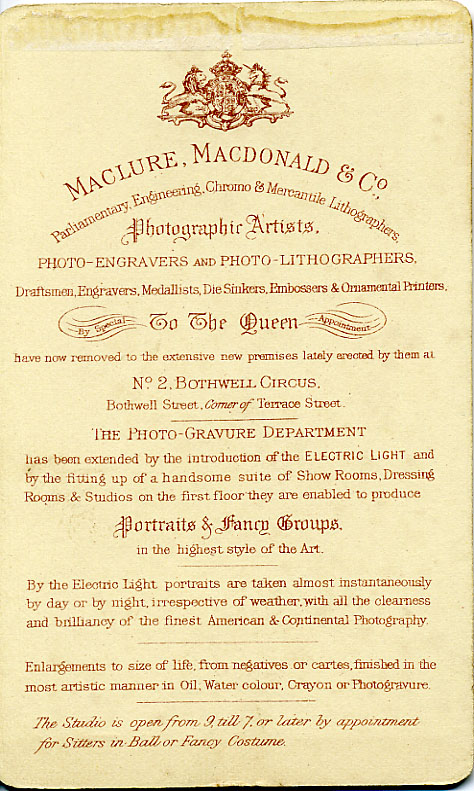 MACLURE, MACDONALD & Co.,
Parliamentary, Engineering, Chromo & Mercantile Lithographers,
Photographic Artists,
PHOTO-ENGRAVERS AND PHOTO-LITHOGRAPHERS,
Draftsmen, Engravers, Medallists, Die Sinkers, Embossers & Ornamental Printers,
By Special To The Queen Appointment
have now removed to the extensive new premises lately erected by them at
No. 2, BOTHWELL CIRCUS,
Bothwell Street, Corner of Terrace Street.
THE PHOTO-GRAVURE DEPARTMENT
has been extended by the introduction of the ELECTRIC LIGHT and
by the fitting up of a handsome suite of Show Rooms, Dressing
Rooms & Studios on the first floor they are enabled to produce
Portraits & Fancy Groups,
in the highest style of the Art.
By the Electric Light portraits are taken almost instantaneously
by day or by night, irrespective of weather, with all the clearness
and brilliancy of the finest American & Continental Photography.
Enlargements to size of life, from negatives or cartes, finished in the
most artistic manner in Oil, Water colour, Crayon or Photogravure.
The Studio is open from 9, till 7, or later by appointment
for Sitters in Ball or Fancy Costume.